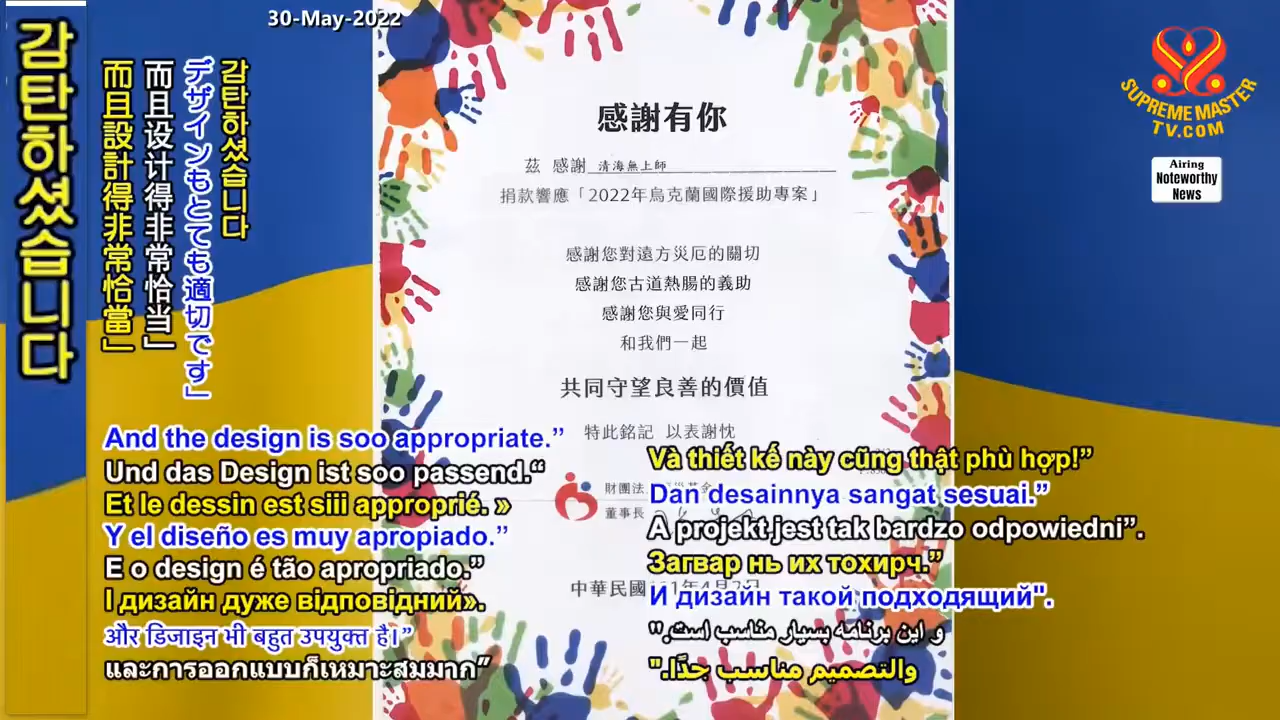 30-May-2022
감탄하셨습니다
감탄하셨습니다
デザインもとても適切です」
而且设计得非常恰当」
而且設計得非常恰當」
SUPREME MASTER
TV.COM
Airing
Noteworthy
News
感謝有你
茲 感謝 清海無上師
捐款響應「2022年烏克蘭國際援助專案」
感謝您對遠方災厄的關切
感謝您古道熱腸的義助
感謝您與愛同行
和我們一起
共同守望良善的價值
特此銘記 以表謝忱
財團法
董事長
中華民國
And the design is soo appropriate.”
Und das Design ist soo passend.“
Et le dessin est siii approprié. »
Y el diseño es muy apropiado.”
E o design é tão apropriado.”
І дизайн дуже відповідний».
और डिजाइन भी बहुत उपयुक्त है।”
และการออกแบบก็เหมาะสมมาก”
Và thiết kế này cũng thật phù hợp!”
Dan desainnya sangat sesuai.”
A projekt jest tak bardzo odpowiedni”.
Загвар нь их тохирч.”
И дизайн такой подходящий".
و این برنامه بسیار مناسب است."
والتصميم مناسب جدًا."